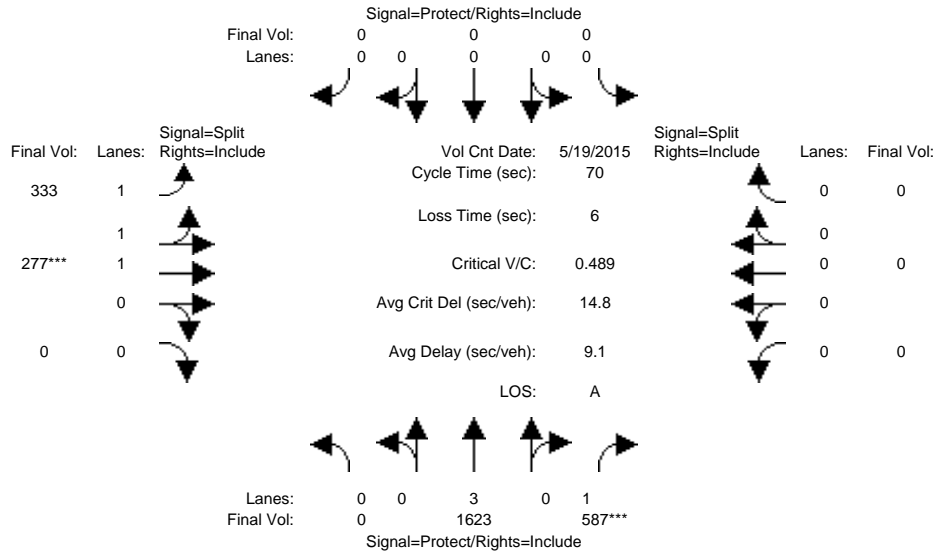 Signal=Protect/Rights=Include
Final Vol: 0 0 0
Lanes: 0 0 0 0 0
Signal=Split Signal=Split
Final Vol: Lanes: Rights=Include Vol Cnt Date: 5/19/2015 Rights=Include Lanes: Final Vol:
Cycle Time (sec): 70
333 1 0 0
Loss Time (sec): 6
1 0
277*** 1 Critical V/C: 0.489 0 0
0 Avg Crit Del (sec/veh): 14.8 0
0 0 Avg Delay (sec/veh): 9.1 0 0
LOS: A
Lanes: 0 0 3 0 1
Final Vol: 0 1623 587***
Signal=Protect/Rights=Include